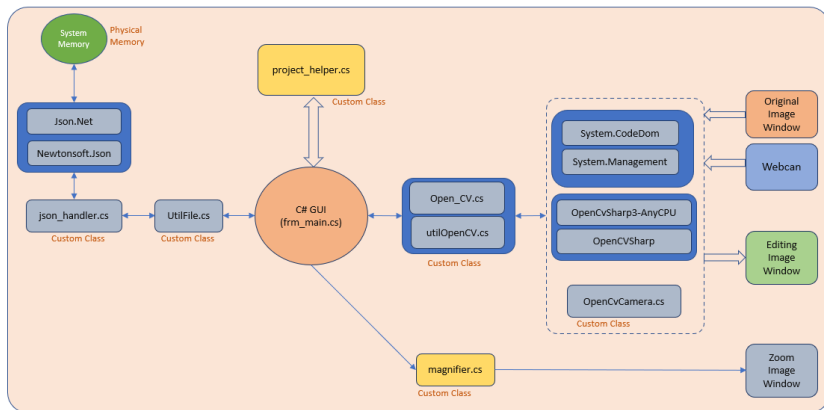 System
Memory
Physical
Memory
project_helper.cs
Custom Class
Json.Net
Newtonsoft.Json
json_handler.cs
Custom Class
UtilFile.cs
Custom Class
C# GUI
(frm_main.cs)
Open_CV.cs
utilOpenCV.cs
Custom Class
System.CodeDom
System.Management
OpenCvSharp3-AnyCPU
OpenCVSharp
OpenCvCamera.cs
Custom Class
Original
Image
Window
Webcan
Editing
Image
Window
magnifier.cs
Custom Class
Zoom
Image
Window